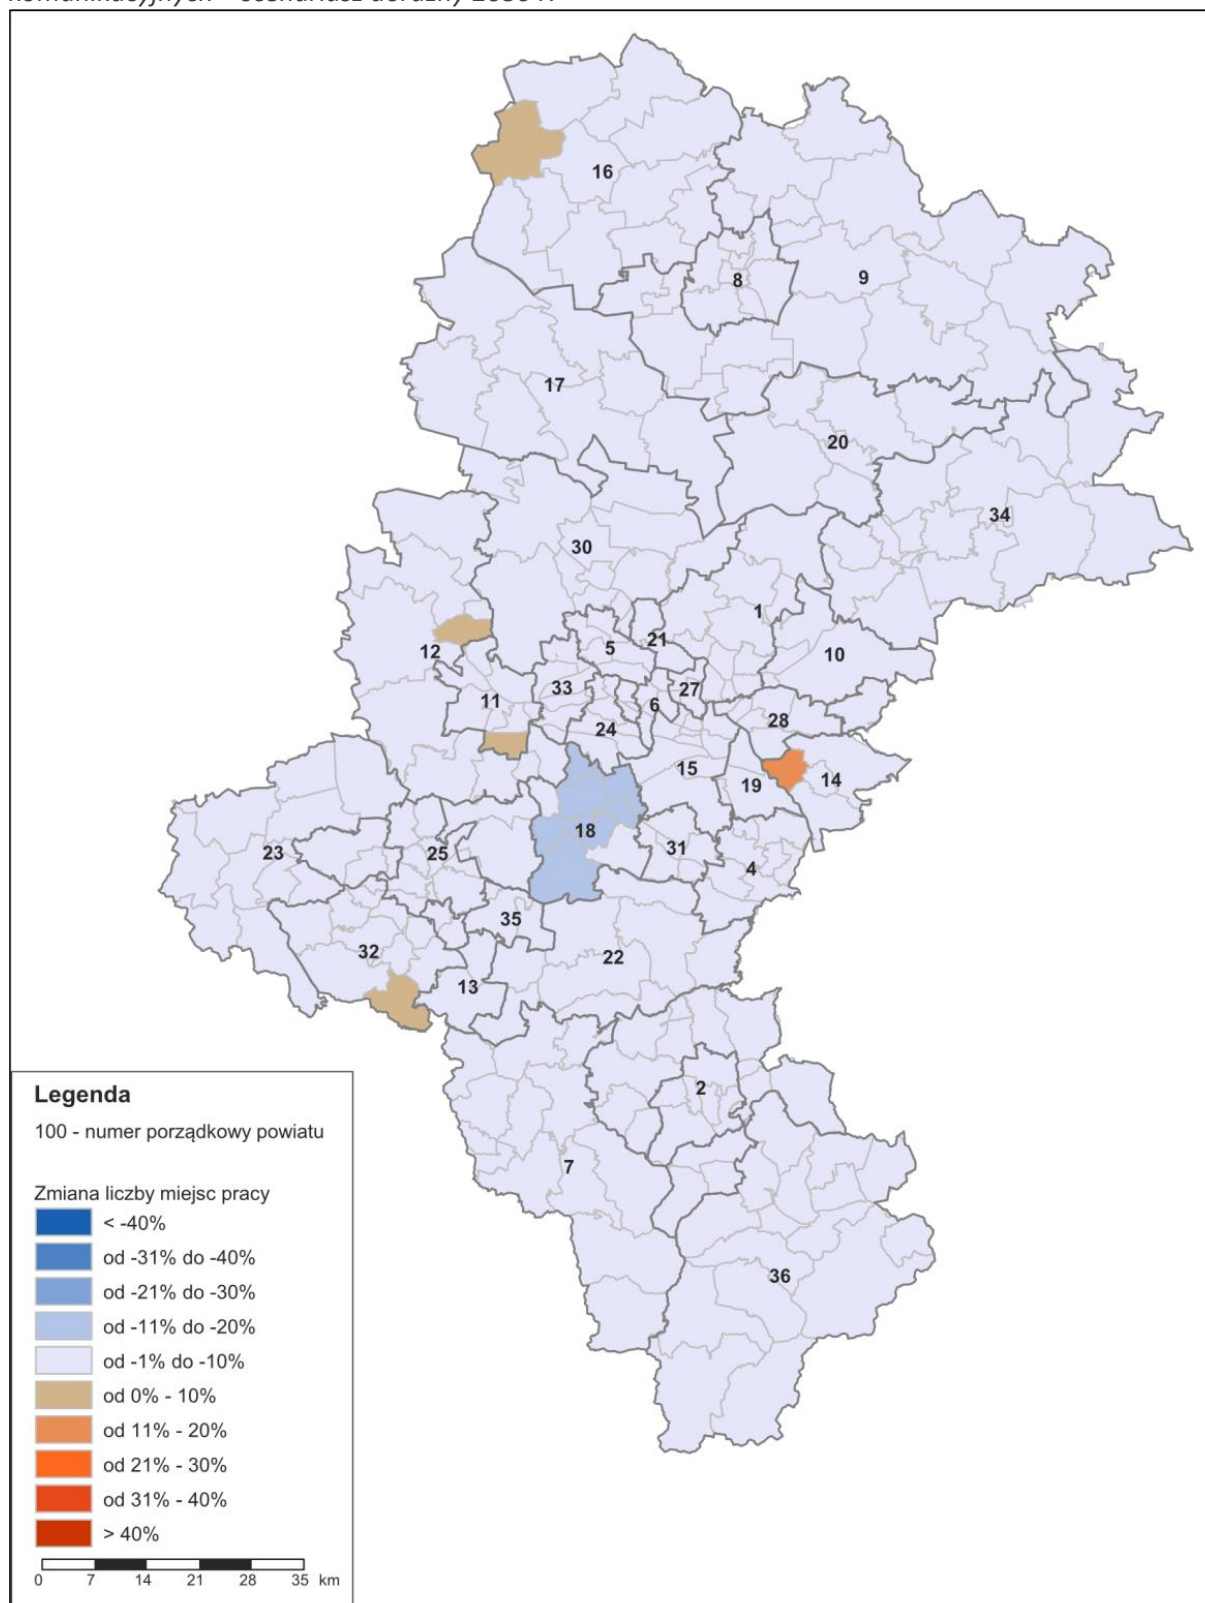 komunikacyjnych – scenariusz doraźny 2030 r.
16
8
9
17
20
34
30
1
12
5
21
10
11
33
27
6
28
24
15
19
14
18
23
25
31
4
35
32
22
13
2
7
36
Legenda
100 - numer porządkowy powiatu
Zmiana liczby miejsc pracy
< -40%
od -31% do -40%
od -21% do -30%
od -11% do -20%
od -1% do -10%
od 0% - 10%
od 11% - 20%
od 21% - 30%
od 31% - 40%
> 40%
0 7 14 21 28 35 km